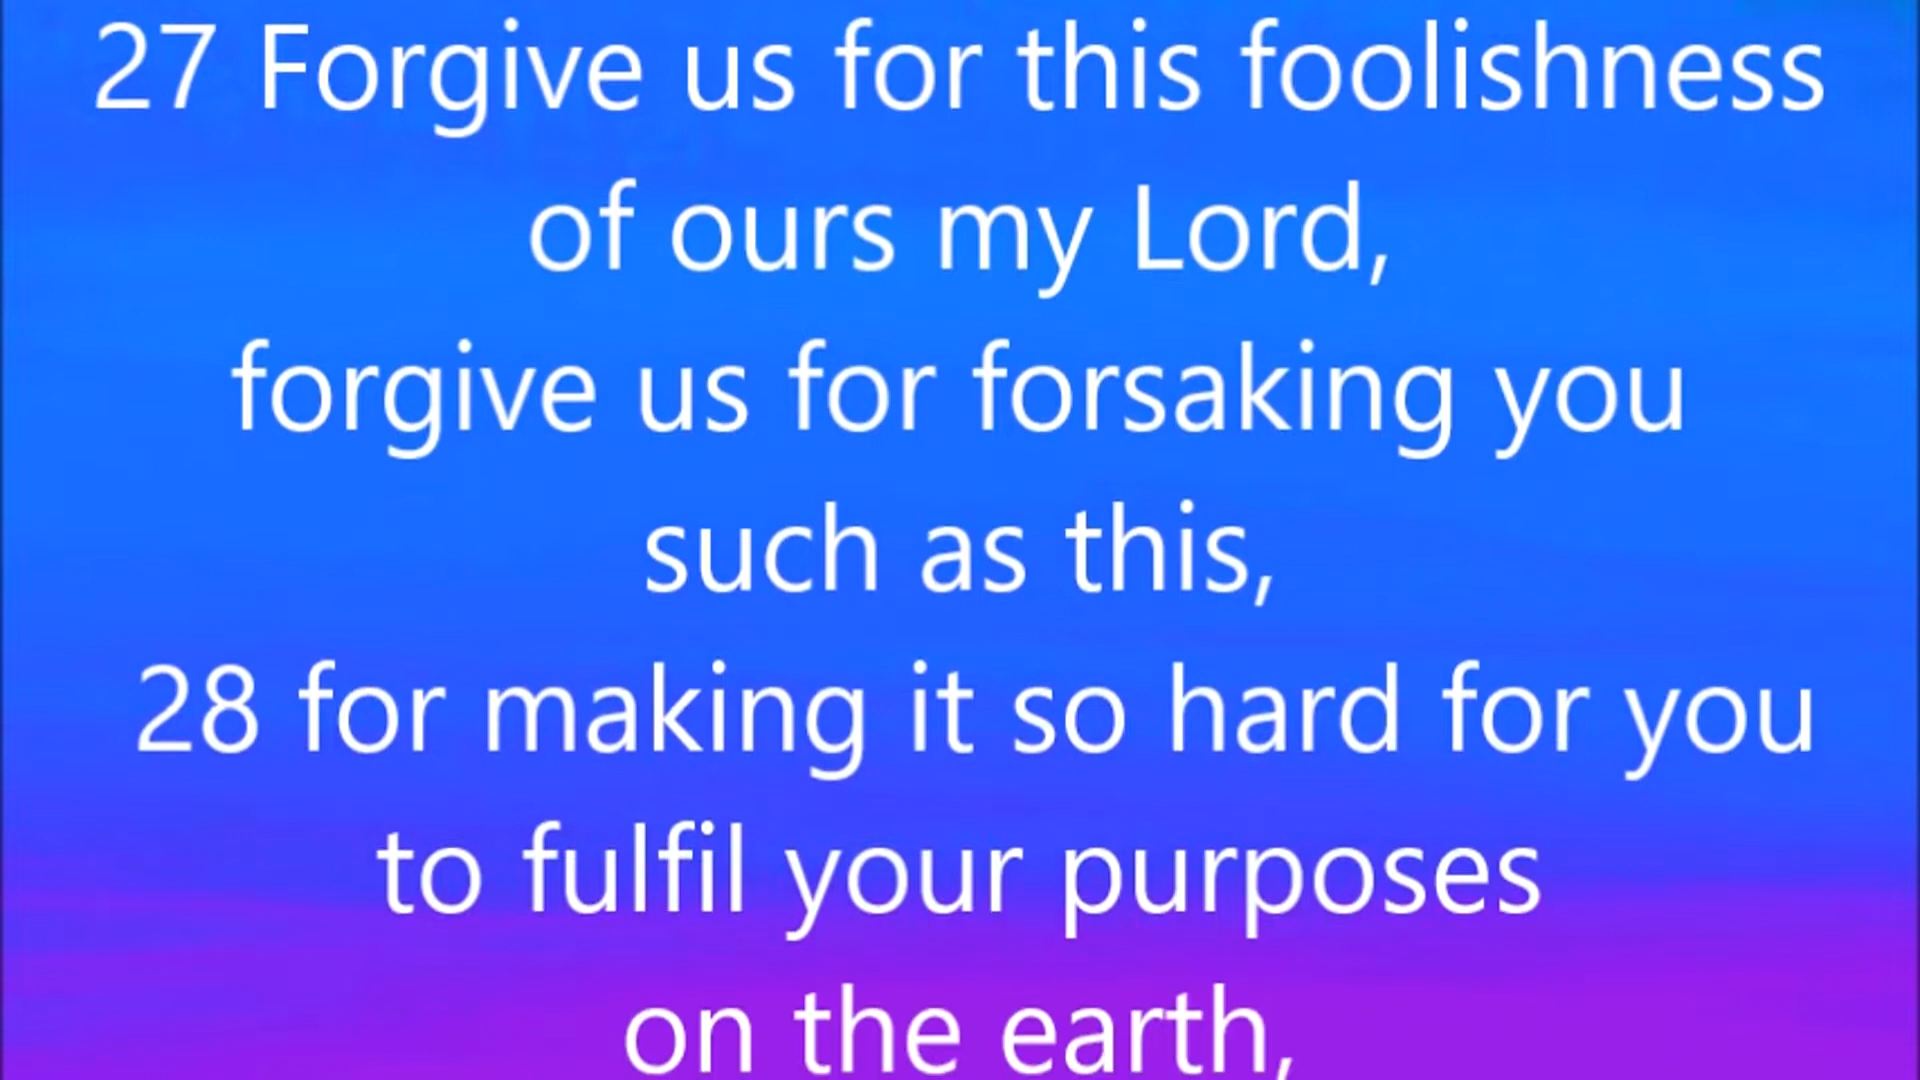 27 Forgive us for this foolishness
of ours my Lord,
forgive us for forsaking you
such as this,
28 for making it so hard for you
to fulfil your purposes
on the earth,